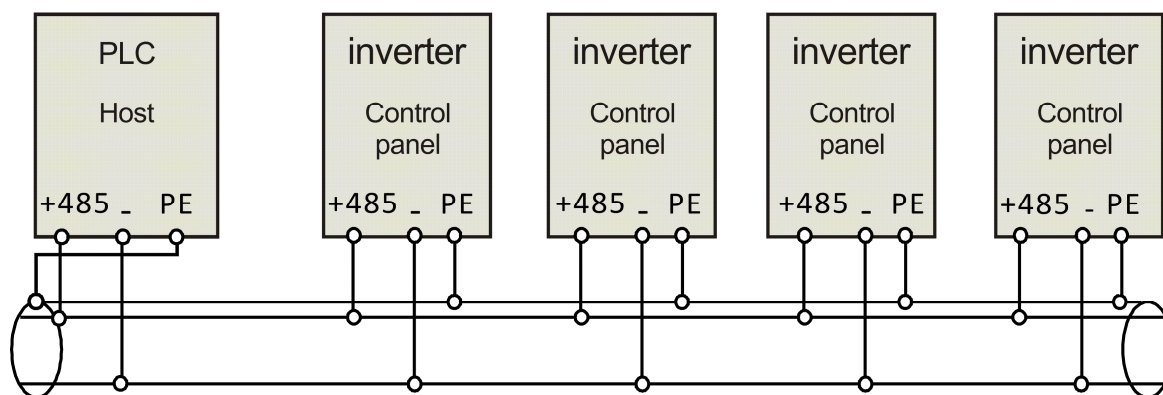 PLC
Host
+485 - PE
inverter
Control
panel
+485 - PE
inverter
Control
panel
+485 - PE
inverter
Control
panel
+485 - PE
inverter
Control
panel
+485 - PE